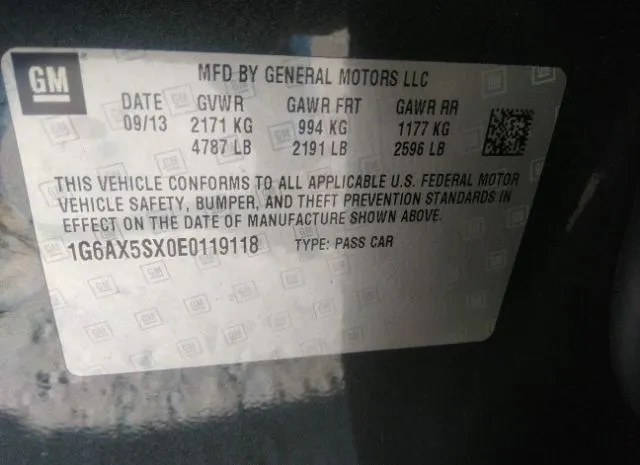 GM
MFD BY GENERAL MOTORS LLC
DATE GVWR GAWR FRT GAWR RR
09/13 2171 KG 994 KG 1177 KG
4787 LB 2191 LB 2596 LB
THIS VEHICLE CONFORMS TO ALL APPLICABLE U.S. FEDERAL MOTOR
VEHICLE SAFETY, BUMPER, AND THEFT PREVENTION STANDARDS IN
EFFECT ON THE DATE OF MANUFACTURE SHOWN ABOVE.
1G6AX5SX0E0119118 TYPE: PASS CAR